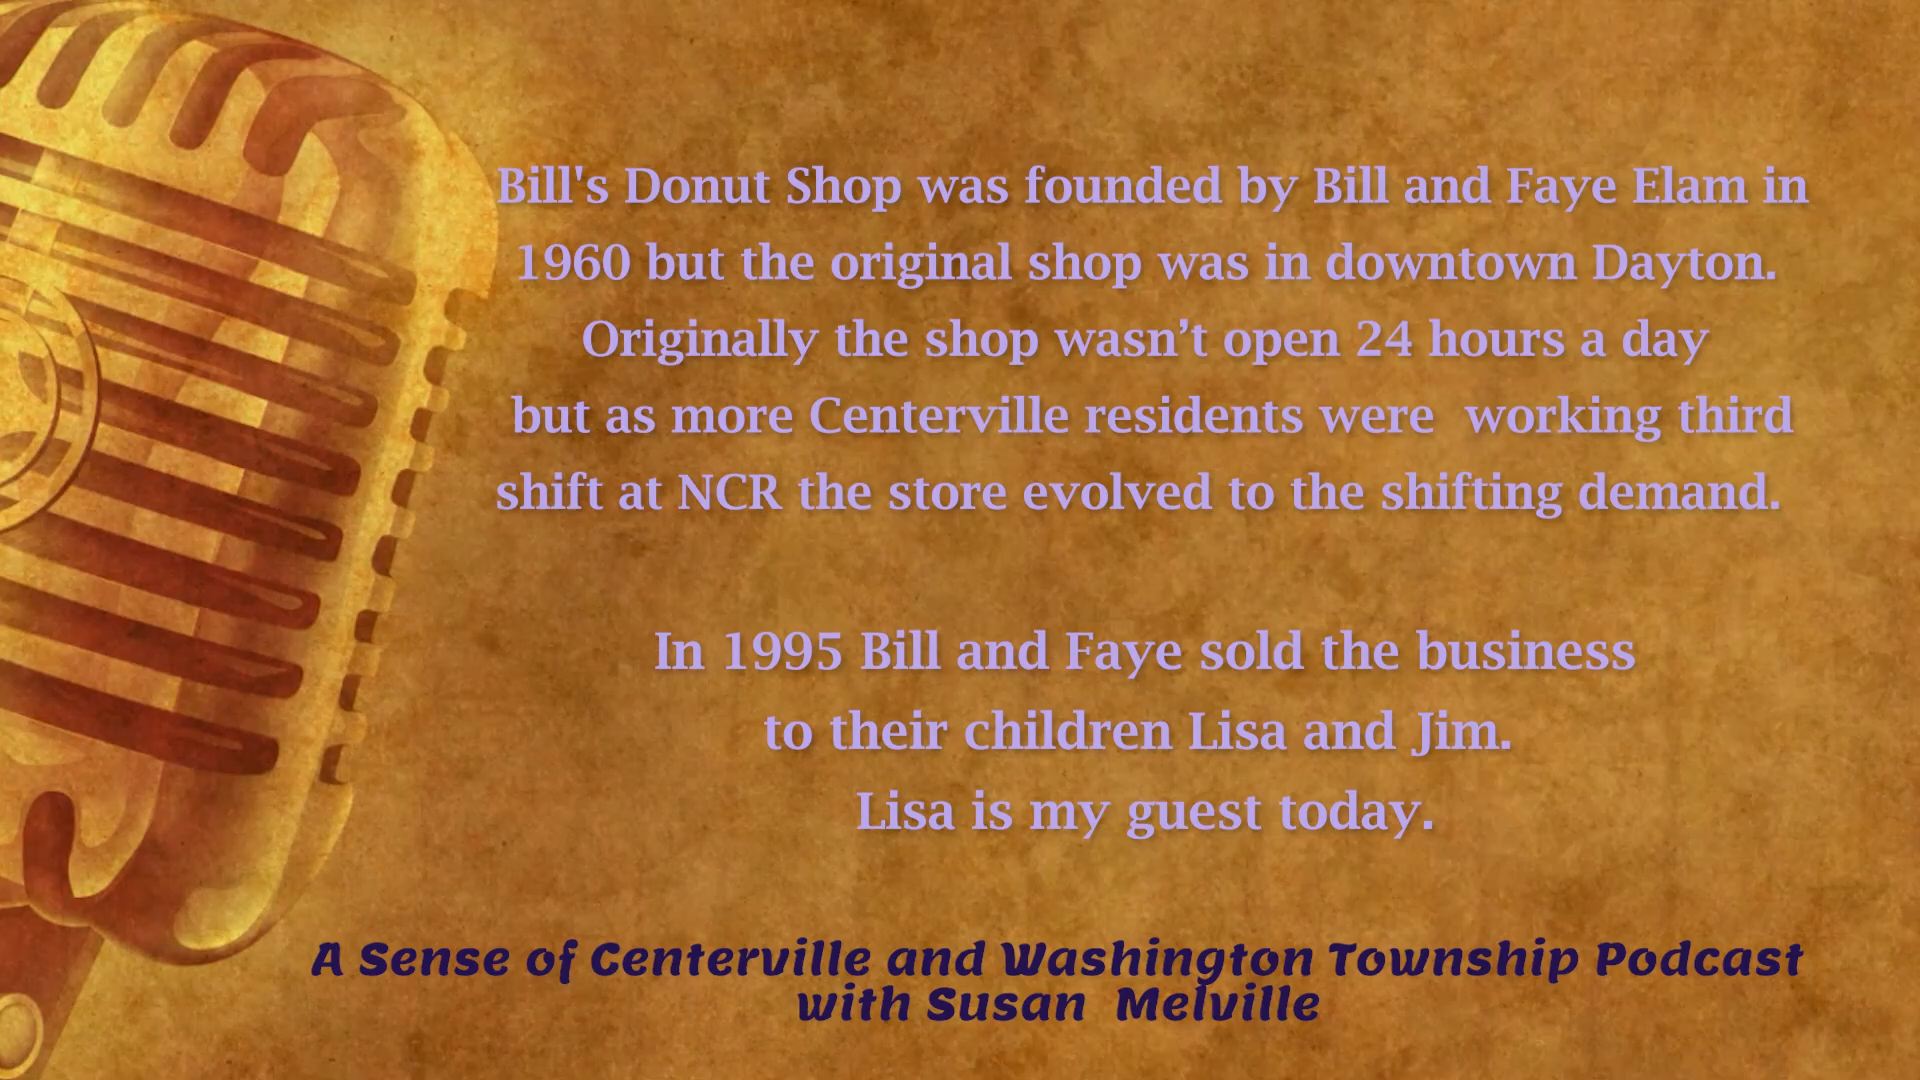 Bill's Donut Shop was founded by Bill and Faye Elam in
1960 but the original shop was in downtown Dayton.
Originally the shop wasn’t open 24 hours a day
but as more Centerville residents were  working third
shift at NCR the store evolved to the shifting demand.
In 1995 Bill and Faye sold the business
to their children Lisa and Jim.
Lisa is my guest today.
A Sense of Centerville and Washington Township Podcast
with Susan  Melville